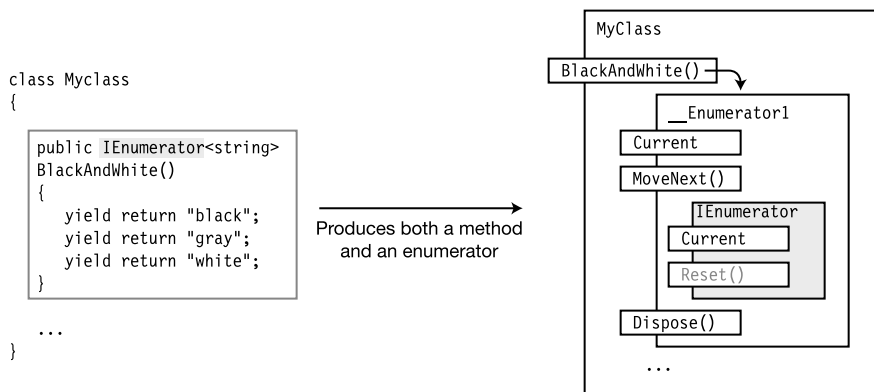 class Myclass
{
public IEnumerator<string>
BlackAndWhite()
{
yield return "black";
yield return "gray";
yield return "white";
}
...
}
Produces both a method
and an enumerator
MyClass
BlackAndWhite()
__Enumerator1
Current
MoveNext()
IEnumerator
Current
Reset()
Dispose()
...